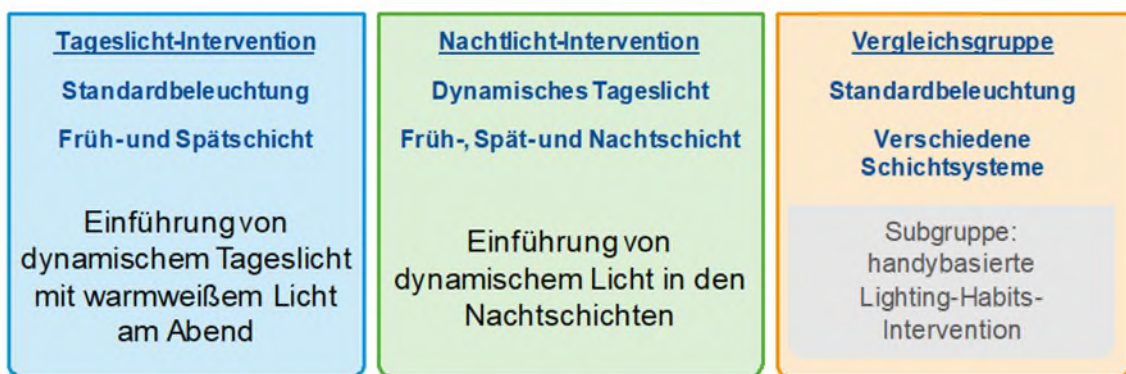 Tageslicht-Intervention
Standardbeleuchtung
Früh- und Spätschicht
Einführung von
dynamischem Tageslicht
mit warmweißem Licht
am Abend
Nachtlicht-Intervention
Dynamisches Tageslicht
Früh-, Spät- und Nachtschicht
Einführung von
dynamischem Licht in den
Nachtschichten
Vergleichsgruppe
Standardbeleuchtung
Verschiedene
Schichtsysteme
Subgruppe:
handybasierte
Lighting-Habits-
Intervention